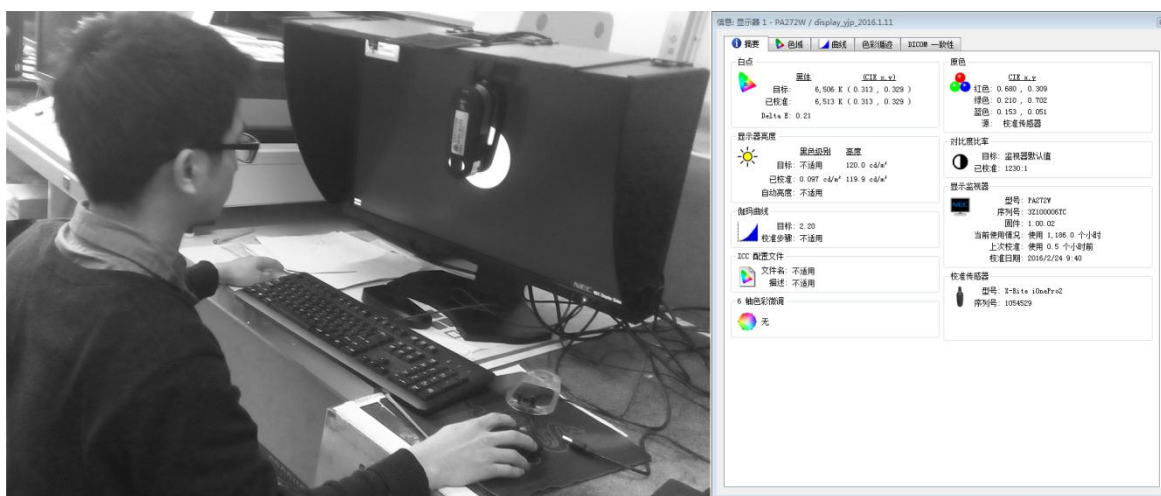 信息: 显示器 1 - PA272W / display_yjp_2016.1.11
摘要 色域 曲线 色彩循迹 DICOM 一致性
白点
黑体 (CIE x,y)
目标: 6,506 K ( 0.313 , 0.329 )
已校准: 6,513 K ( 0.313 , 0.329 )
Delta E: 0.21
显示器亮度
黑色级别 亮度
目标: 不适用 120.0 cd/m²
已校准: 0.097 cd/m² 119.9 cd/m²
自动亮度: 不适用
伽玛曲线
目标: 2.20
校准步骤: 不适用
ICC 配置文件
文件名: 不适用
描述: 不适用
6 轴色彩微调
无
原色
CIE x,y
红色: 0.680 , 0.309
绿色: 0.210 , 0.702
蓝色: 0.153 , 0.051
源: 校准传感器
对比度比率
目标: 监视器默认值
已校准: 1230:1
显示监视器
NEC
型号: PA272W
序列号: 3Z100006TC
固件: 1.00.02
当前使用情况: 使用 1,186.0 个小时
上次校准: 使用 0.5 个小时前
校准日期: 2016/2/24 9:40
校准传感器
型号: X-Rite i0nePro2
序列号: 1054529
NEC